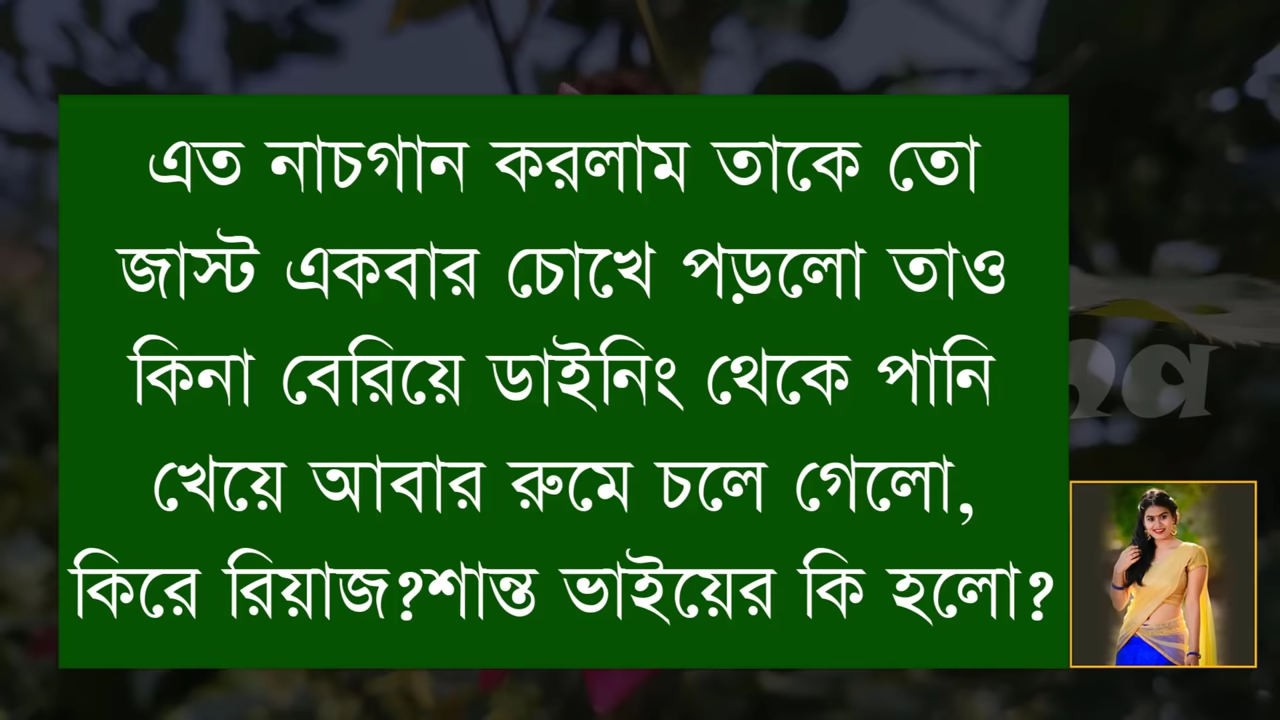 এত নাচগান করলাম তাকে তো
জাস্ট একবার চোখে পড়লো তাও
কিনা বেরিয়ে ডাইনিং থেকে পানি
খেয়ে আবার রুমে চলে গেলো,
কিরে রিয়াজ?শান্ত ভাইয়ের কি হলো?